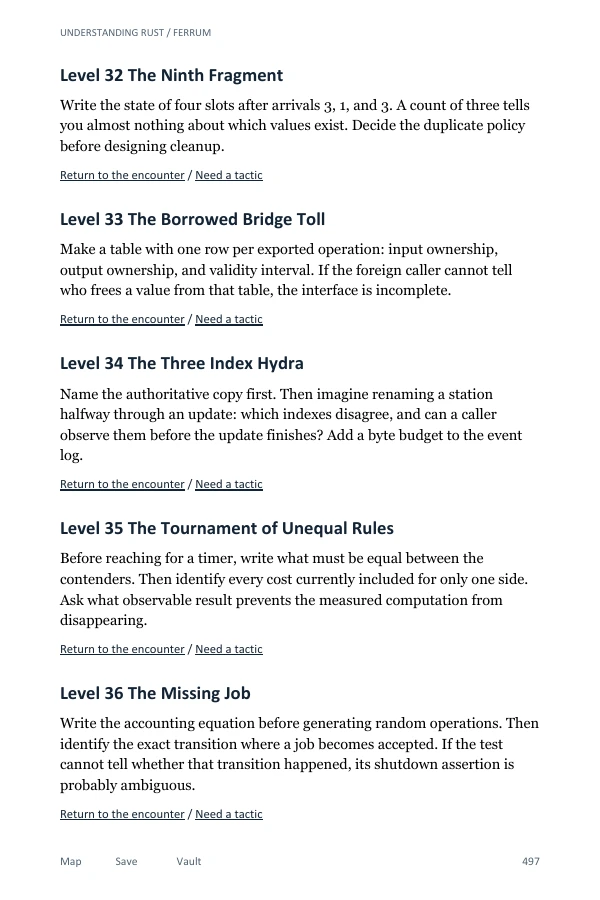 UNDERSTANDING RUST / FERRUM
Level 32 The Ninth Fragment
Write the state of four slots after arrivals 3, 1, and 3. A count of three tells
you almost nothing about which values exist. Decide the duplicate policy
before designing cleanup.
Return to the encounter / Need a tactic
Level 33 The Borrowed Bridge Toll
Make a table with one row per exported operation: input ownership,
output ownership, and validity interval. If the foreign caller cannot tell
who frees a value from that table, the interface is incomplete.
Return to the encounter / Need a tactic
Level 34 The Three Index Hydra
Name the authoritative copy first. Then imagine renaming a station
halfway through an update: which indexes disagree, and can a caller
observe them before the update finishes? Add a byte budget to the event
log.
Return to the encounter / Need a tactic
Level 35 The Tournament of Unequal Rules
Before reaching for a timer, write what must be equal between the
contenders. Then identify every cost currently included for only one side.
Ask what observable result prevents the measured computation from
disappearing.
Return to the encounter / Need a tactic
Level 36 The Missing Job
Write the accounting equation before generating random operations. Then
identify the exact transition where a job becomes accepted. If the test
cannot tell whether that transition happened, its shutdown assertion is
probably ambiguous.
Return to the encounter / Need a tactic
Map Save Vault 497